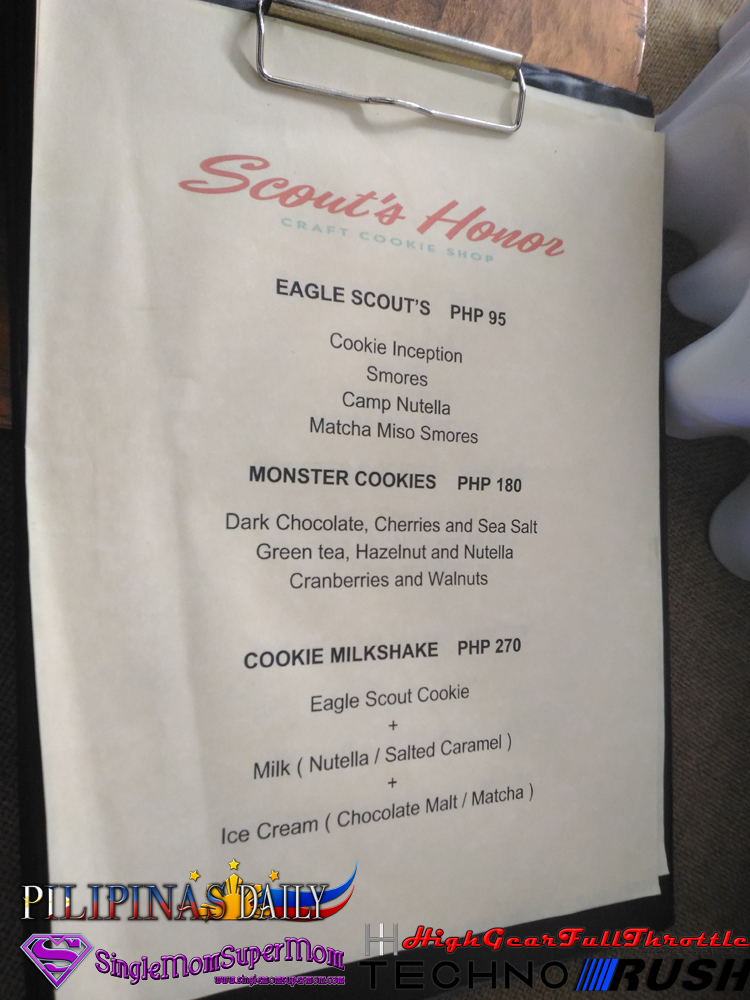 Scout's Honor
CRAFT COOKIE SHOP
EAGLE SCOUT'S PHP 95
Cookie Inception
Smores
Camp Nutella
Matcha Miso Smores
MONSTER COOKIES PHP 180
Dark Chocolate, Cherries and Sea Salt
Green tea, Hazelnut and Nutella
Cranberries and Walnuts
COOKIE MILKSHAKE PHP 270
Eagle Scout Cookie
+
Milk ( Nutella / Salted Caramel )
+
Ice Cream ( Chocolate Malt / Matcha )
PILIPINAS DAILY
S SingleMomSuperMom
www.singlemomsupermom.com
H HighGearFullThrottle
TECHNO///RUSH